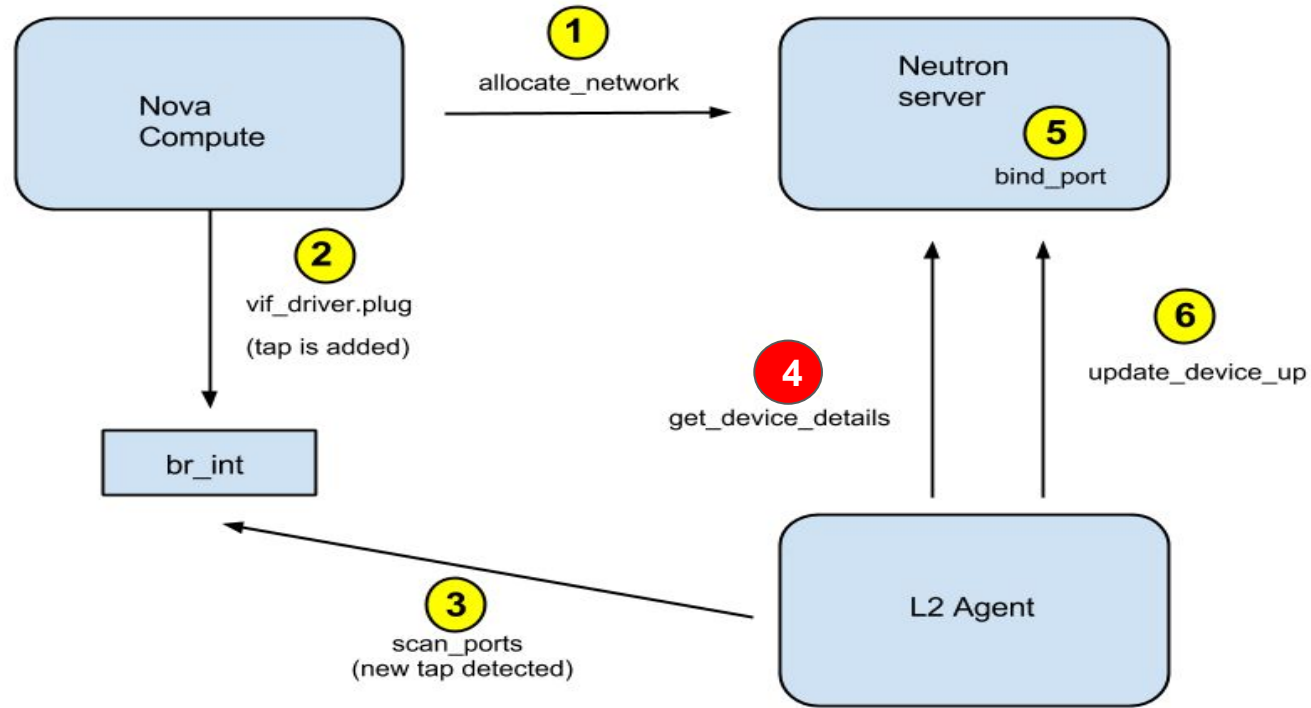 1
allocate_network
Nova
Compute
Neutron
server
5
bind_port
2
vif_driver.plug
(tap is added)
4
get_device_details
6
update_device_up
br_int
3
scan_ports
(new tap detected)
L2 Agent